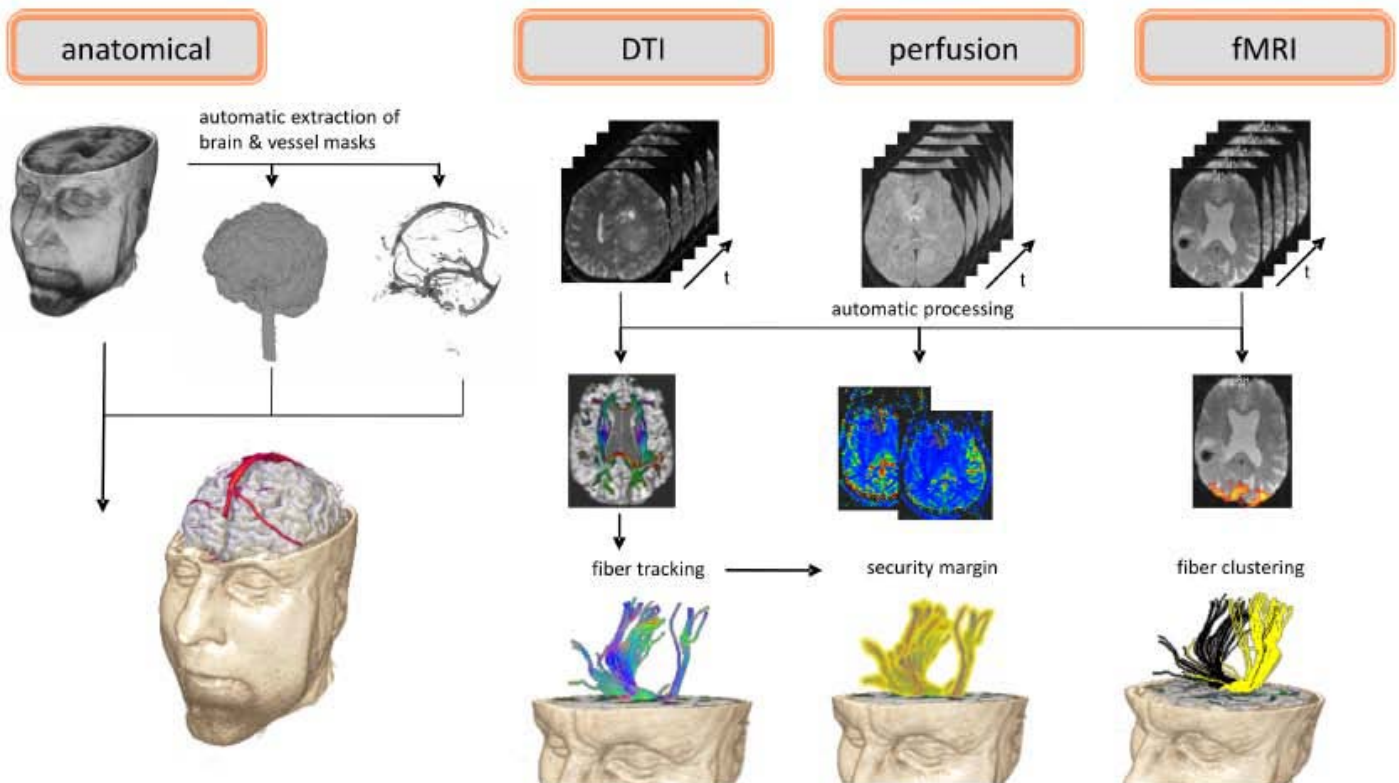 anatomical
DTI
perfusion
fMRI
automatic extraction of
brain & vessel masks
t
t
t
automatic processing
fiber tracking
security margin
fiber clustering